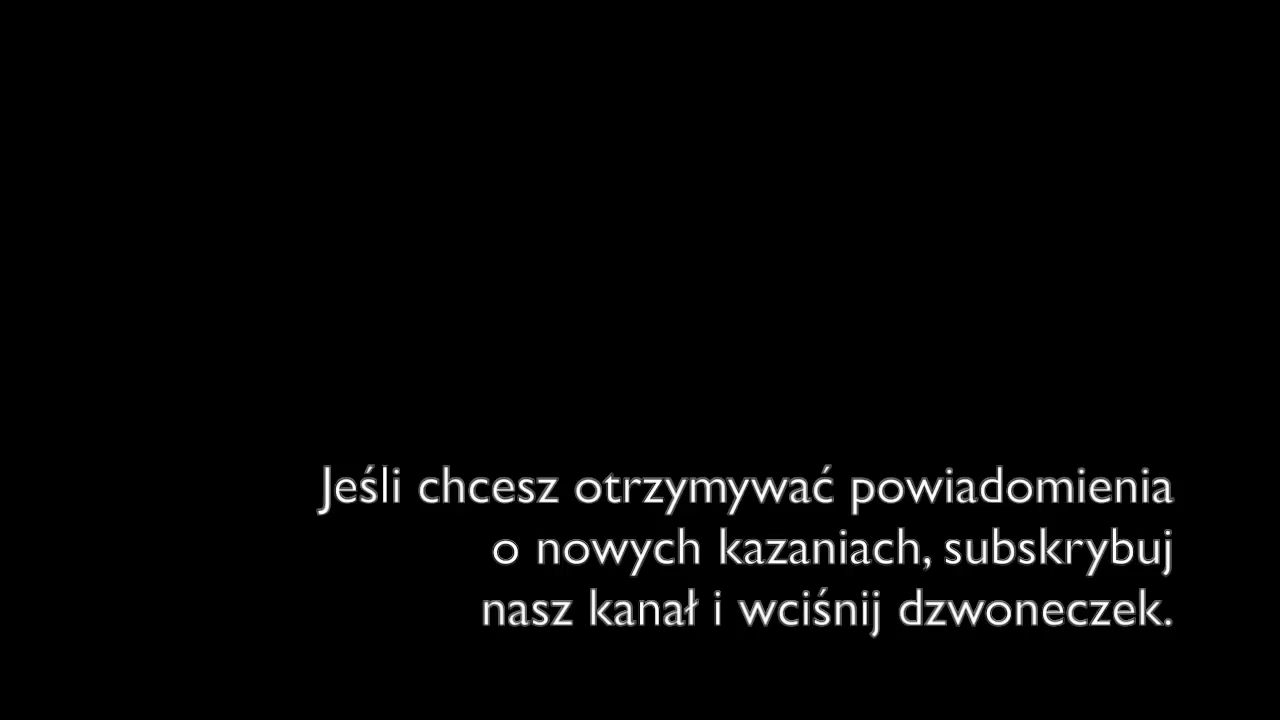 Jeśli chcesz otrzymywać powiadomienia
o nowych kazaniach, subskrybuj
nasz kanał i wciśnij dzwoneczek.